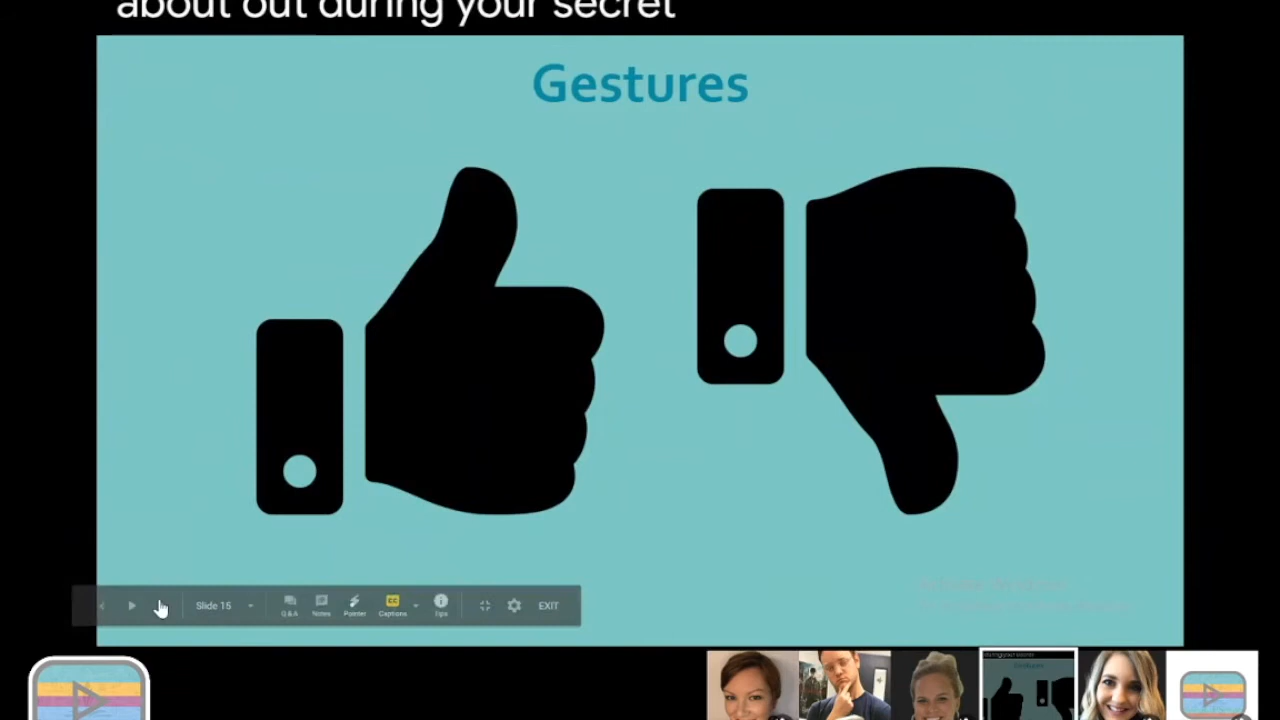 about out during your secret
Gestures
Slide 15
Q&A
Notes
Pointer
Captions
Tips
EXIT